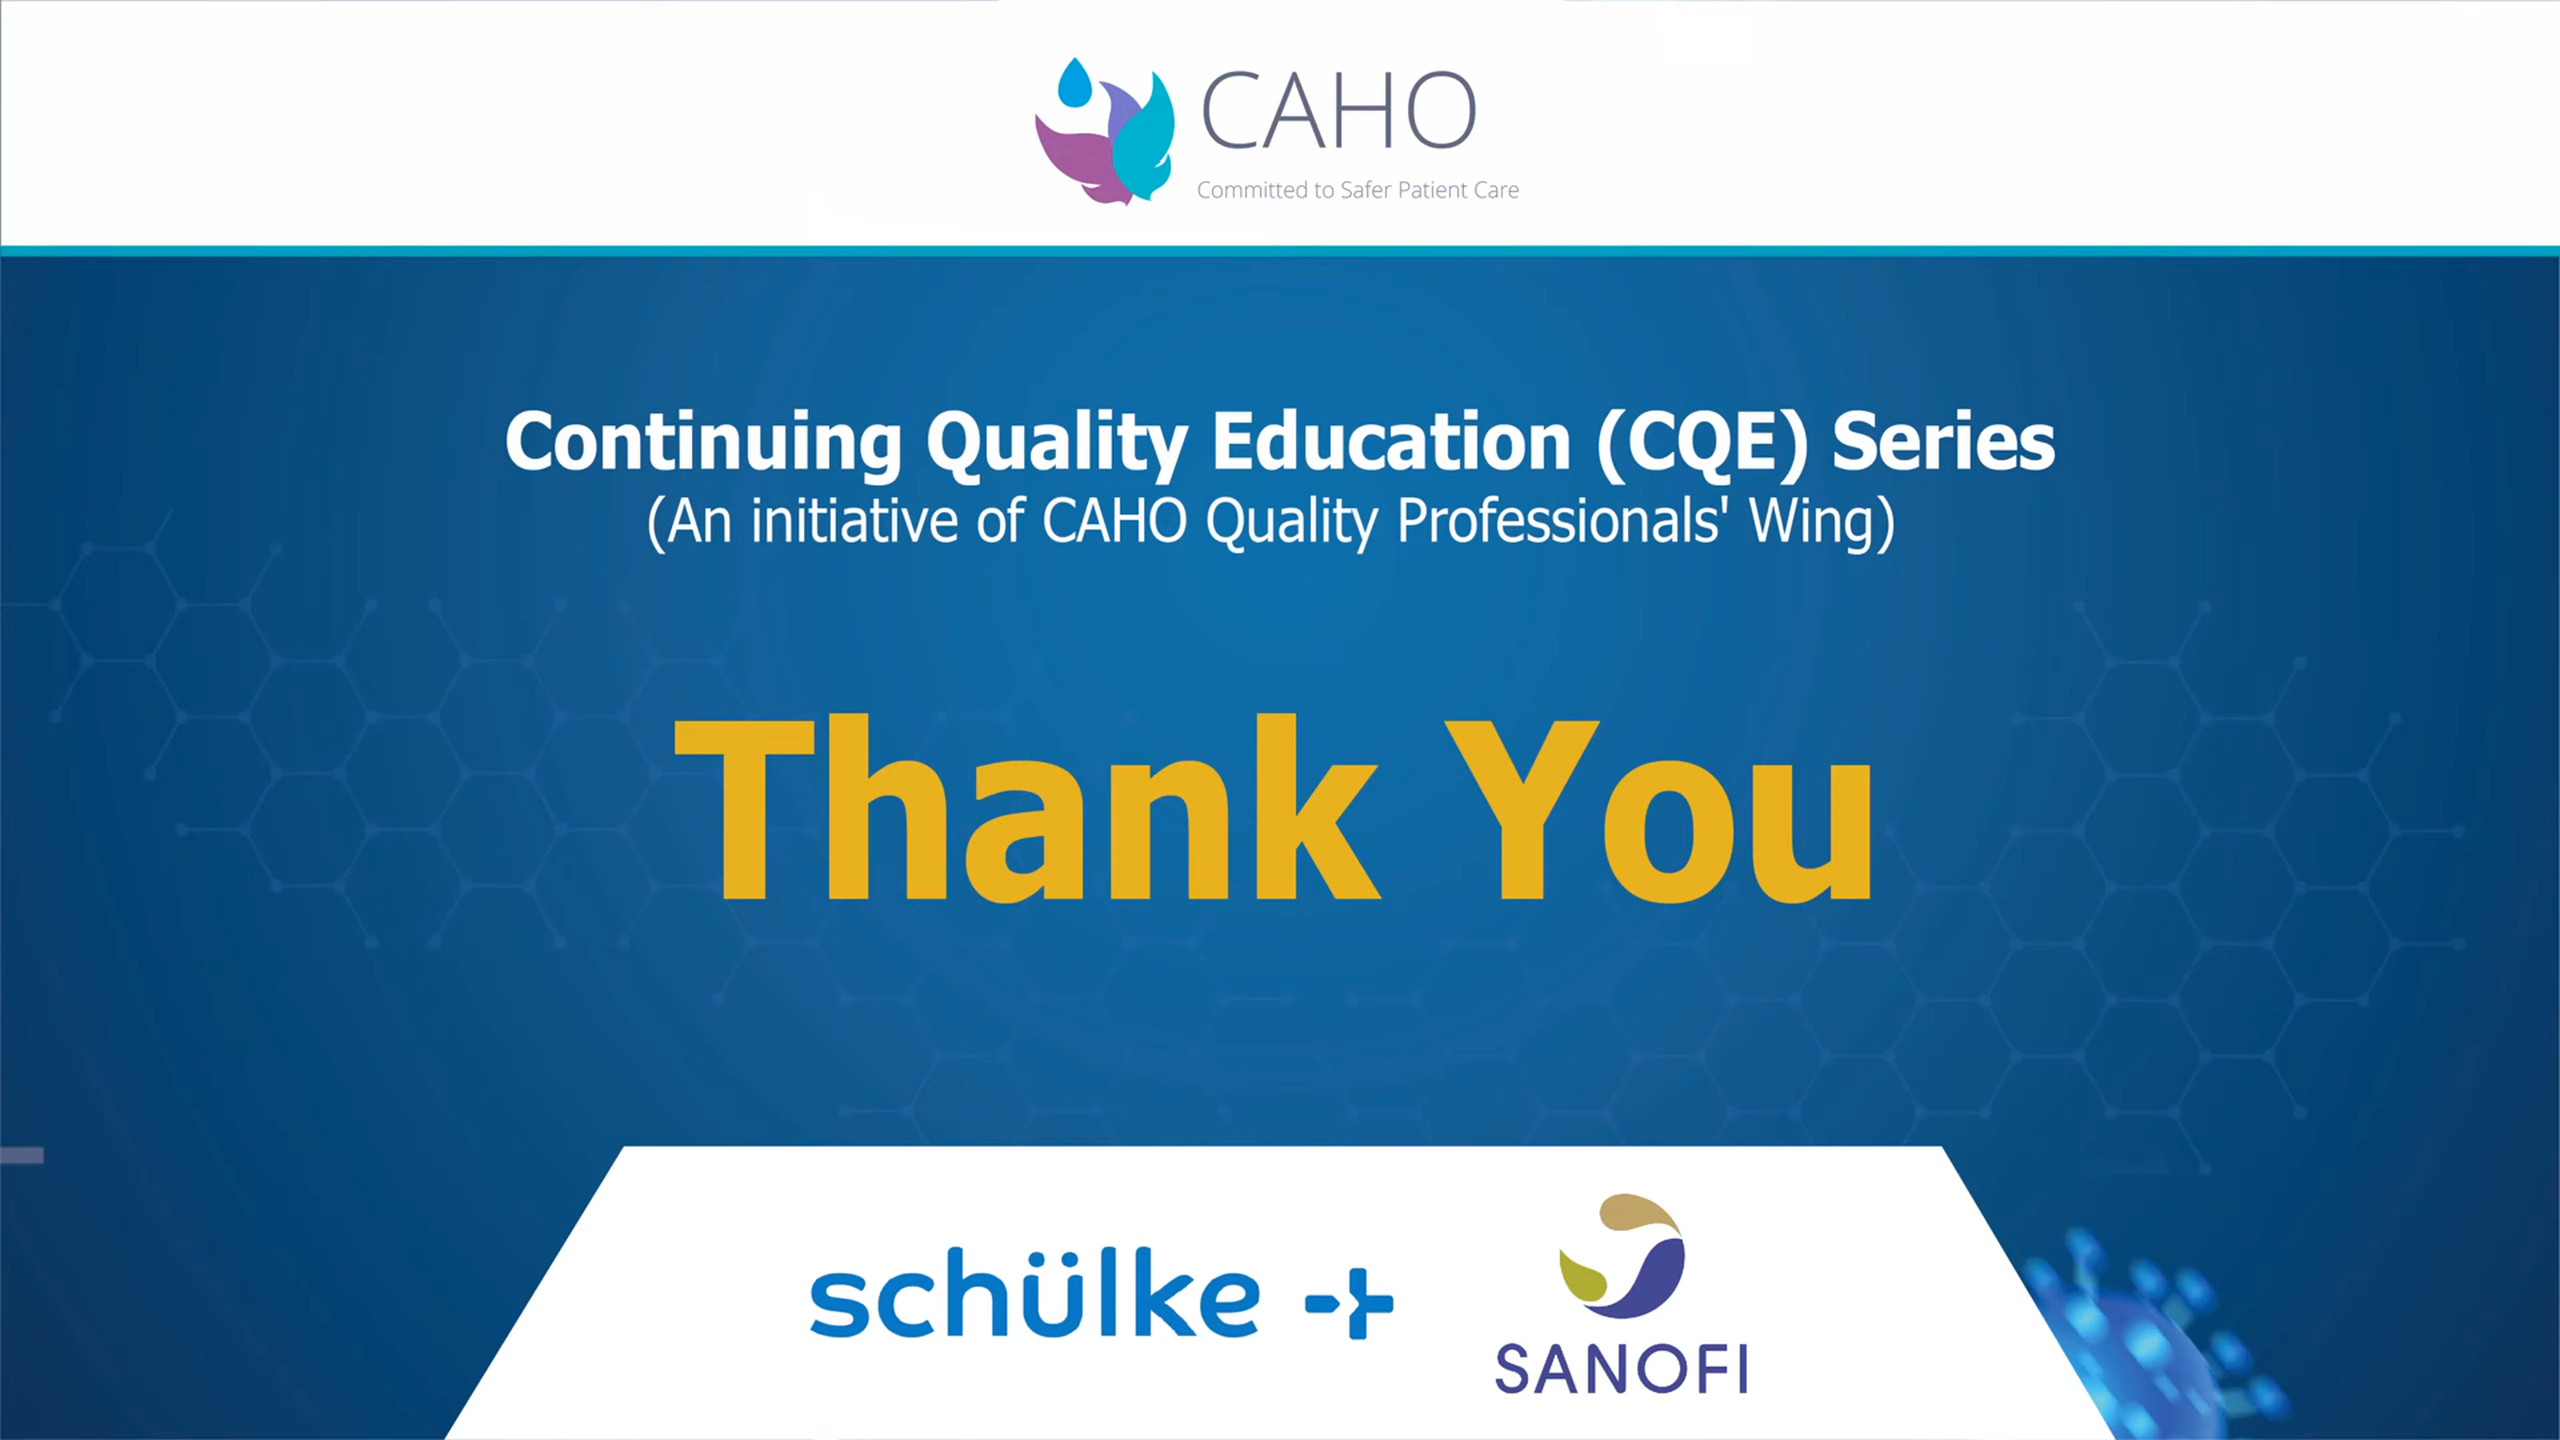 CAHO
Committed to Safer Patient Care
Continuing Quality Education (CQE) Series
(An initiative of CAHO Quality Professionals' Wing)
Thank You
schülke
SANOFI